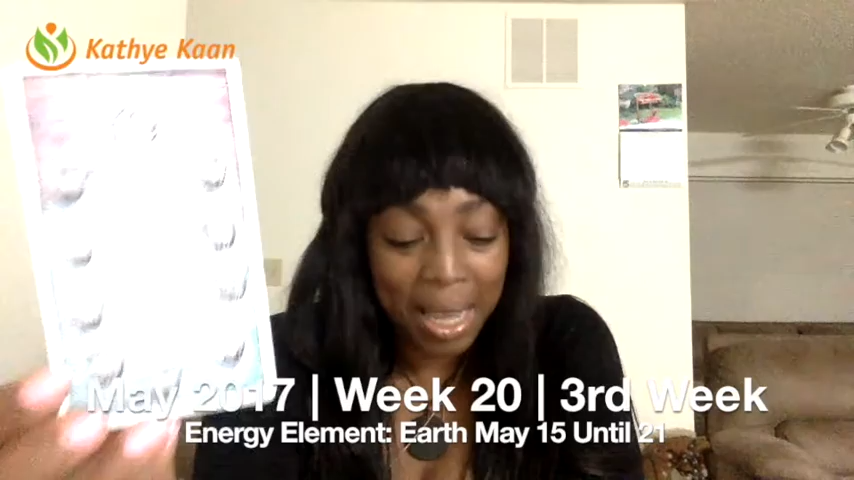 Kathye Kaan
May 2017 | Week 20 | 3rd Week
Energy Element: Earth May 15 Until 21